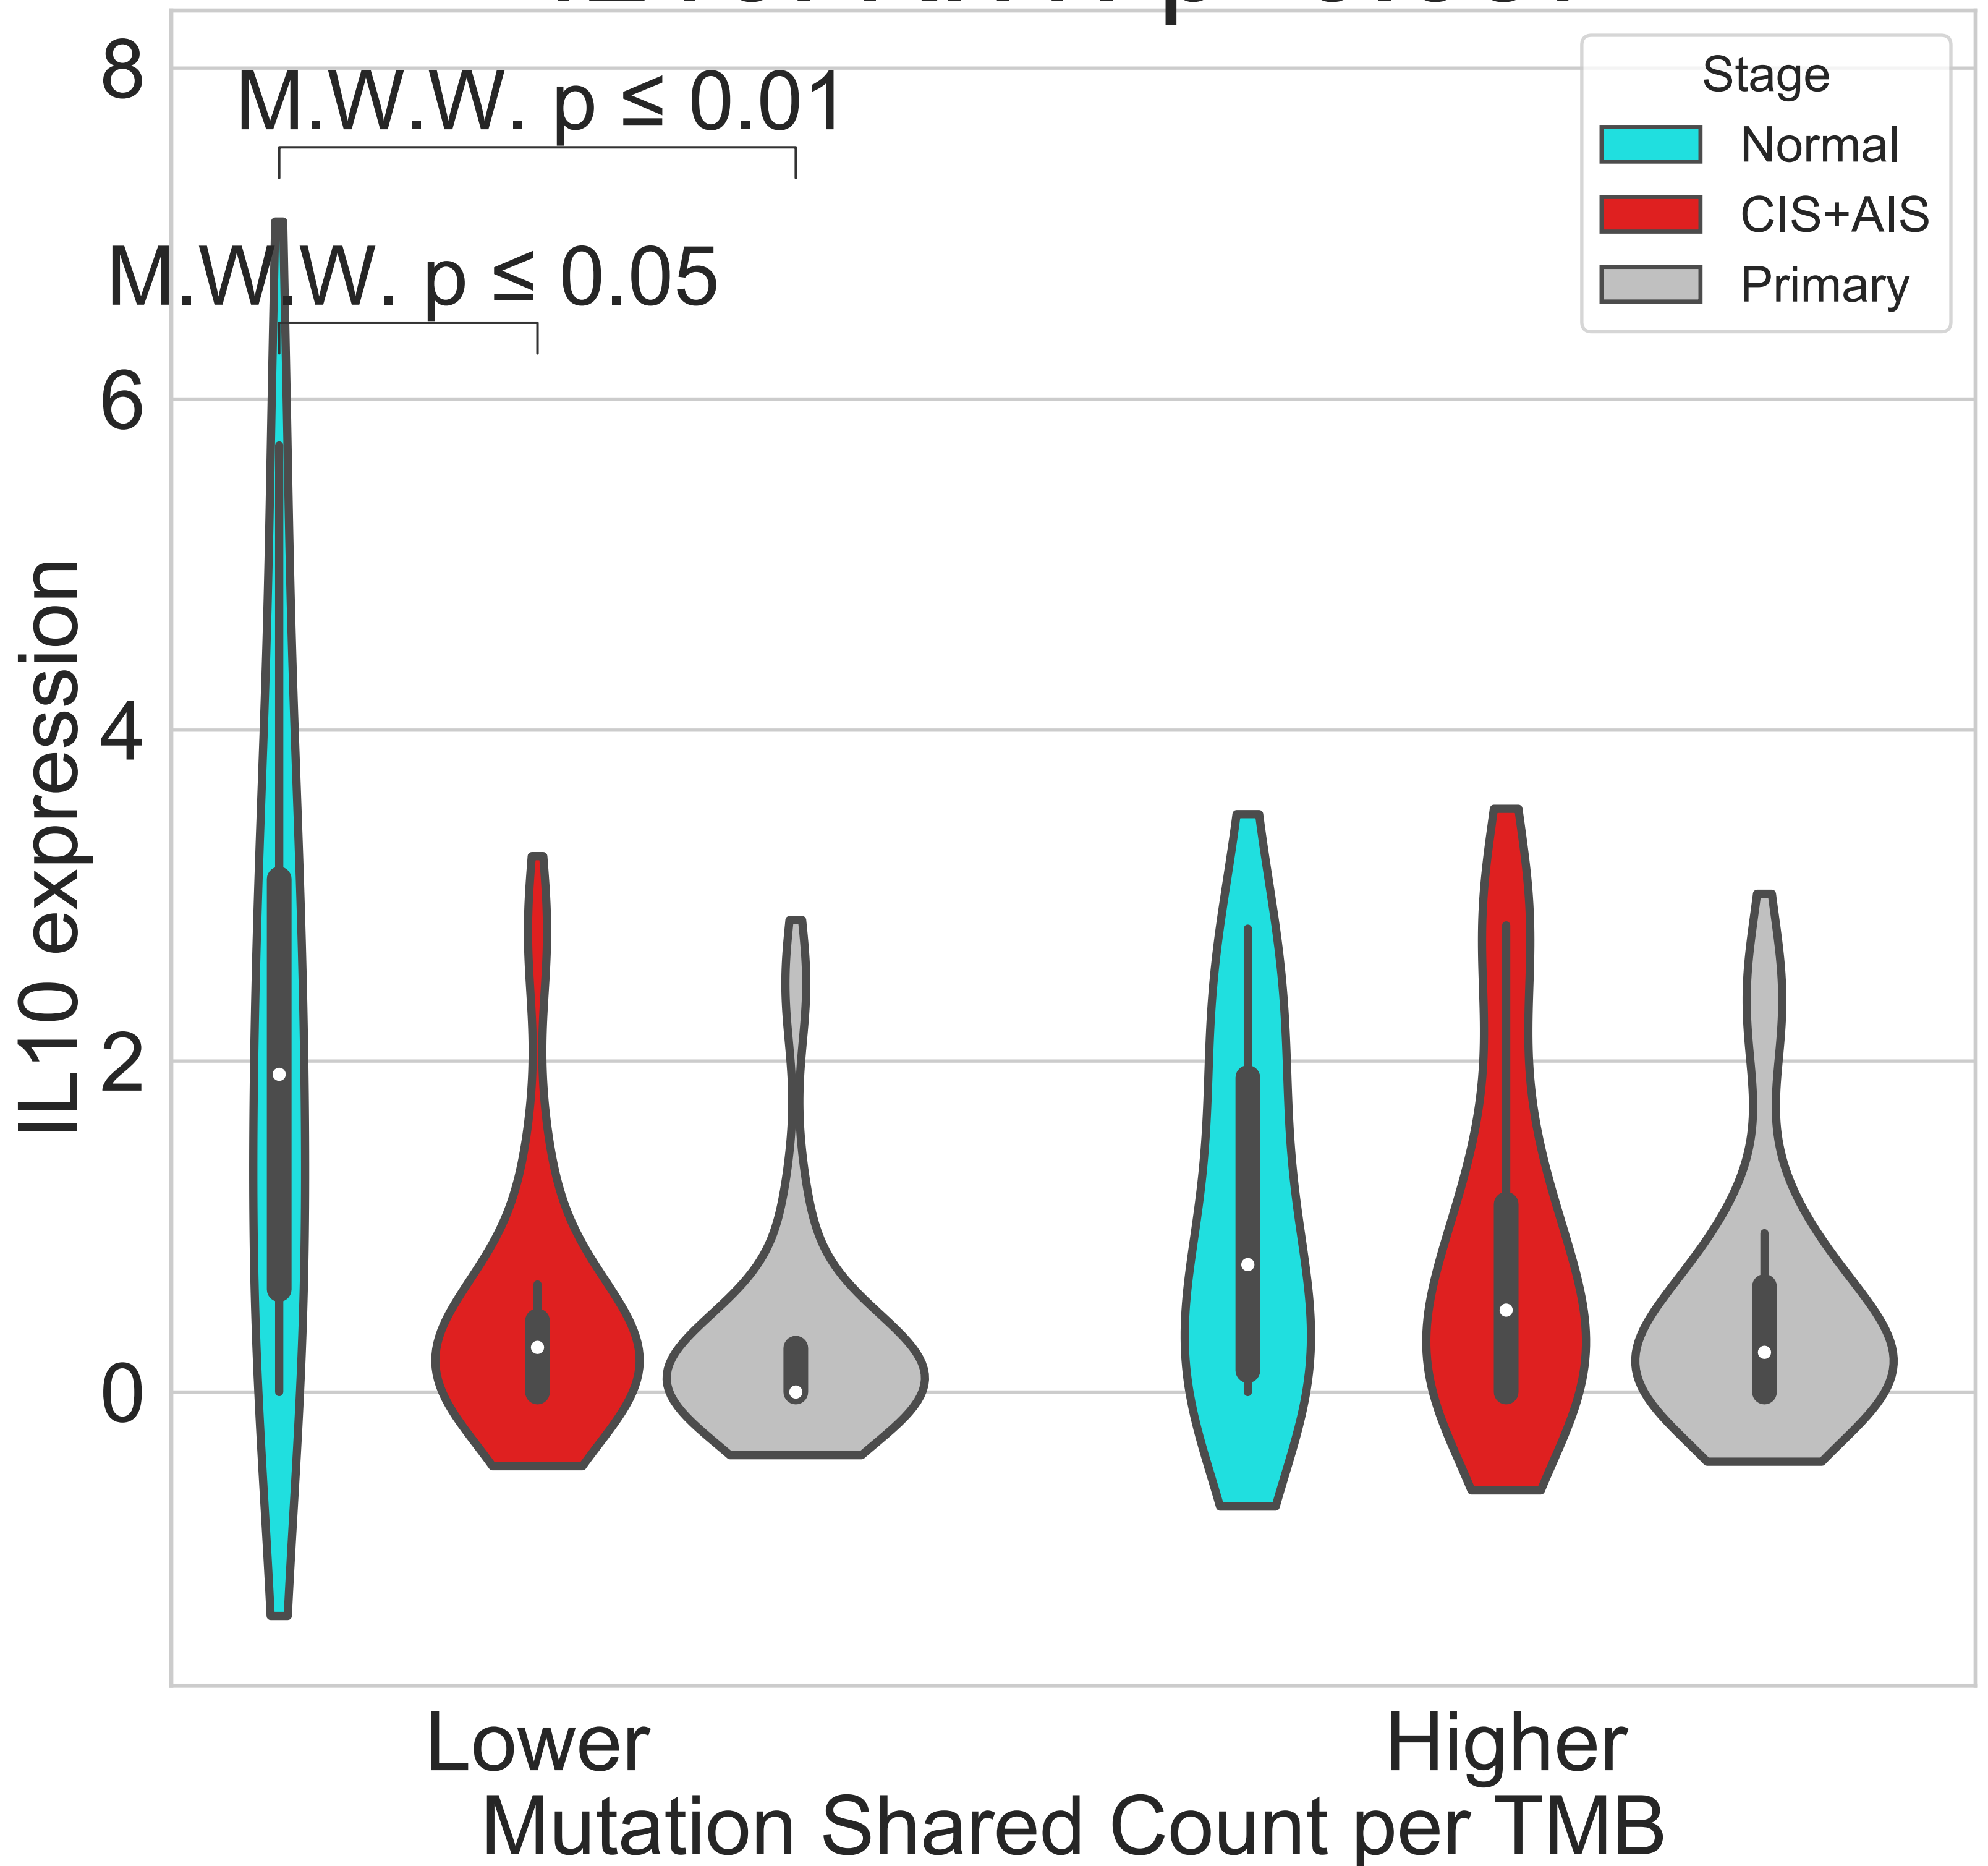 8
M.W.W. p ≤ 0.01
M.W.W. p ≤ 0.05
6
4
2
0
IL10 expression
Stage
Normal
CIS+AIS
Primary
Lower
Higher
Mutation Shared Count per TMB